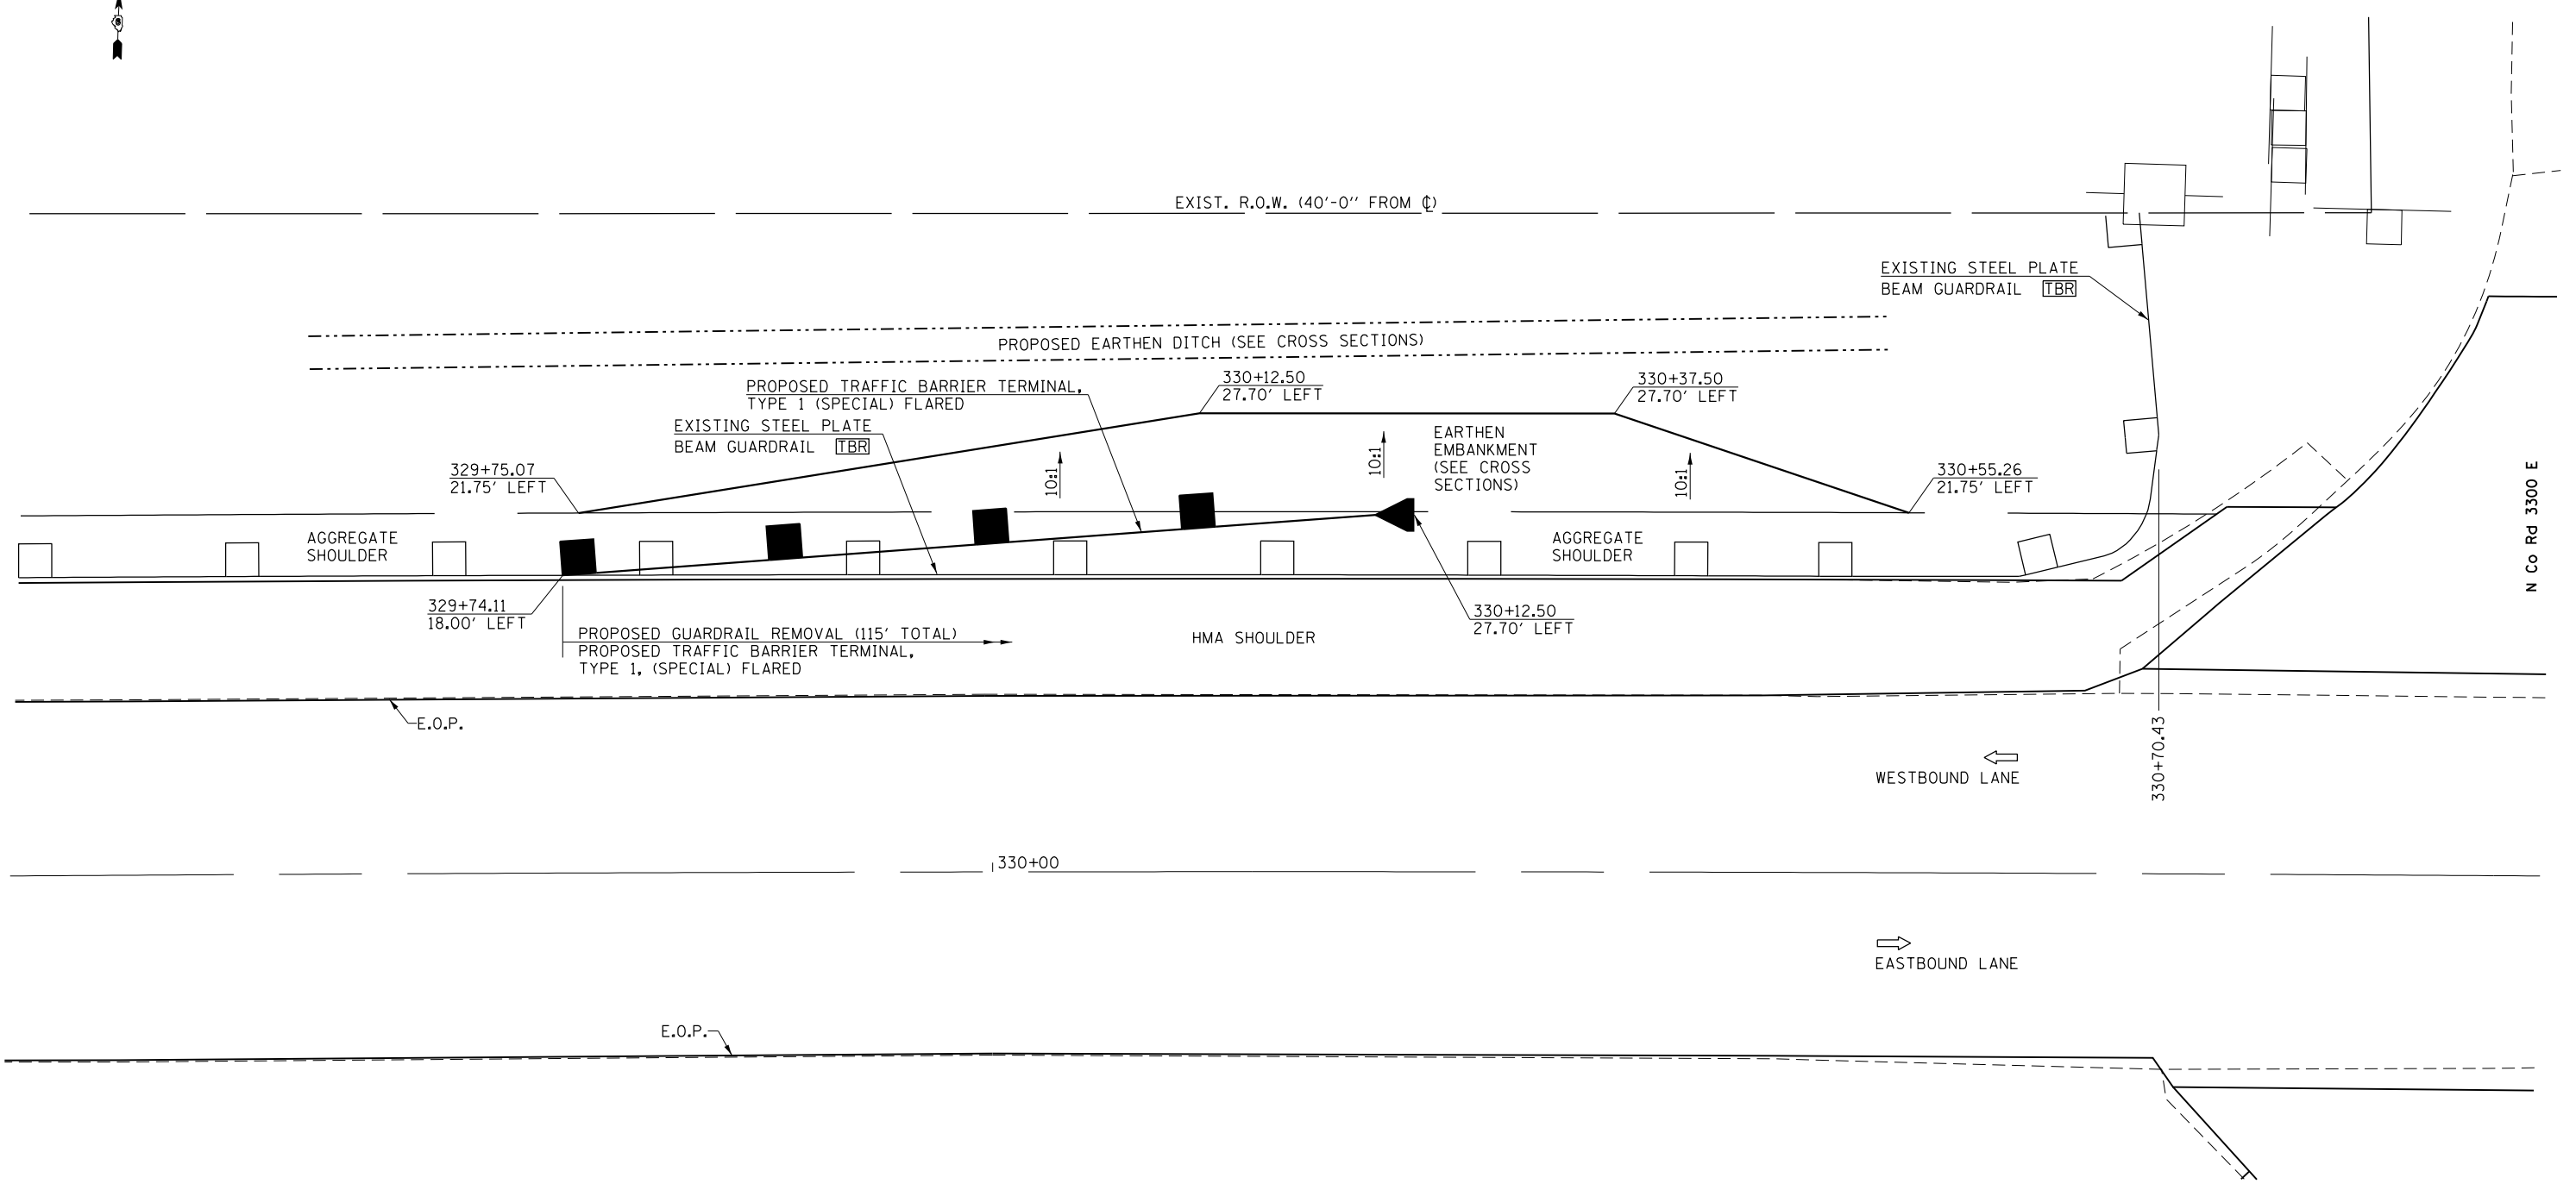 EXIST. R.O.W. (40'-0'' FROM ℄)
EXISTING STEEL PLATE
BEAM GUARDRAIL TBR
PROPOSED EARTHEN DITCH (SEE CROSS SECTIONS)
PROPOSED TRAFFIC BARRIER TERMINAL,
TYPE 1 (SPECIAL) FLARED
330+12.50
27.70' LEFT
330+37.50
27.70' LEFT
EXISTING STEEL PLATE
BEAM GUARDRAIL TBR
EARTHEN
EMBANKMENT
(SEE CROSS
SECTIONS)
10:1
10:1
10:1
329+75.07
21.75' LEFT
330+55.26
21.75' LEFT
AGGREGATE
SHOULDER
AGGREGATE
SHOULDER
N Co Rd 3300 E
329+74.11
18.00' LEFT
330+12.50
27.70' LEFT
PROPOSED GUARDRAIL REMOVAL (115' TOTAL)
PROPOSED TRAFFIC BARRIER TERMINAL,
TYPE 1, (SPECIAL) FLARED
HMA SHOULDER
E.O.P.
330+70.43
WESTBOUND LANE
330+00
EASTBOUND LANE
E.O.P.